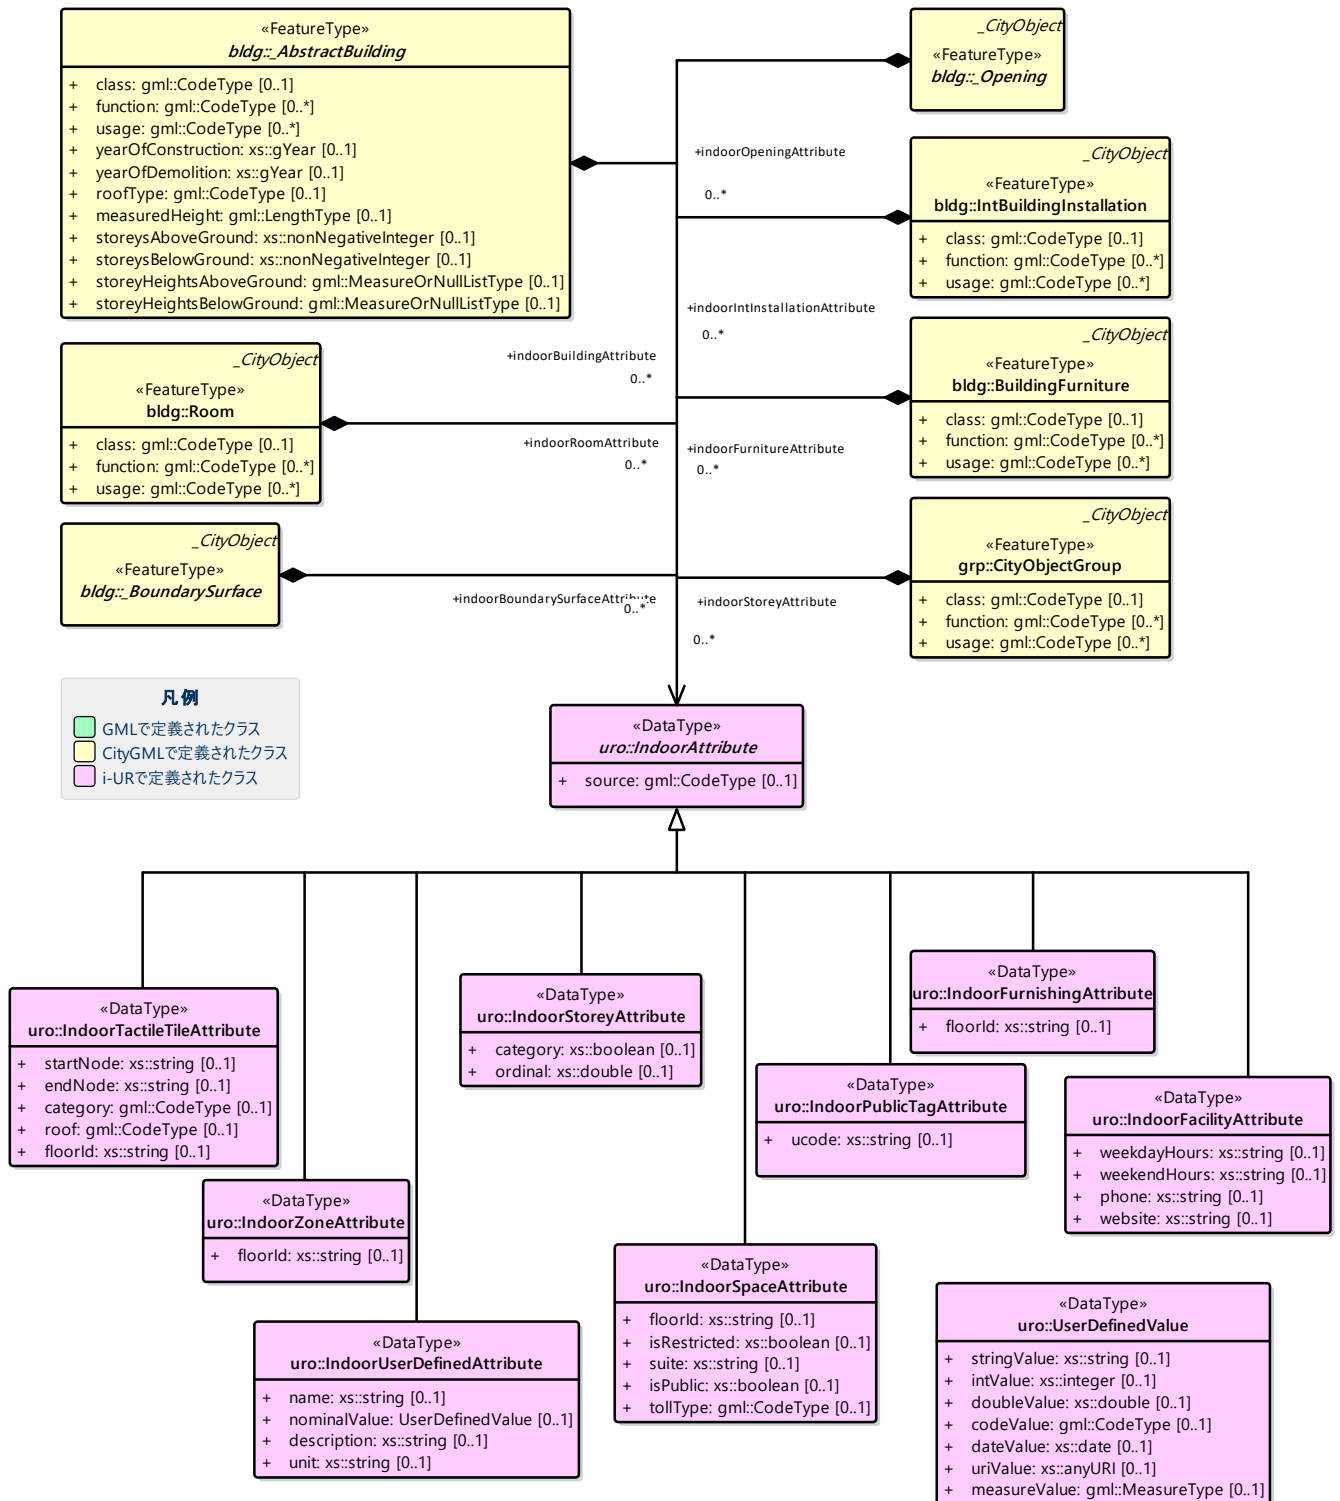 «FeatureType»
bldg::_AbstractBuilding
+ class: gml::CodeType [0..1]
+ function: gml::CodeType [0..*]
+ usage: gml::CodeType [0..*]
+ yearOfConstruction: xs::gYear [0..1]
+ yearOfDemolition: xs::gYear [0..1]
+ roofType: gml::CodeType [0..1]
+ measuredHeight: gml::LengthType [0..1]
+ storeysAboveGround: xs::nonNegativeInteger [0..1]
+ storeysBelowGround: xs::nonNegativeInteger [0..1]
+ storeyHeightsAboveGround: gml::MeasureOrNullListType [0..1]
+ storeyHeightsBelowGround: gml::MeasureOrNullListType [0..1]
_CityObject
«FeatureType»
bldg::_Opening
+indoorOpeningAttribute
0..*
_CityObject
«FeatureType»
bldg::IntBuildingInstallation
+ class: gml::CodeType [0..1]
+ function: gml::CodeType [0..*]
+ usage: gml::CodeType [0..*]
+indoorIntInstallationAttribute
0..*
+indoorBuildingAttribute
0..*
_CityObject
«FeatureType»
bldg::Room
+ class: gml::CodeType [0..1]
+ function: gml::CodeType [0..*]
+ usage: gml::CodeType [0..*]
+indoorRoomAttribute
0..*
_CityObject
«FeatureType»
bldg::BuildingFurniture
+ class: gml::CodeType [0..1]
+ function: gml::CodeType [0..*]
+ usage: gml::CodeType [0..*]
+indoorFurnitureAttribute
0..*
_CityObject
«FeatureType»
bldg::_BoundarySurface
+indoorBoundarySurfaceAttribute
0..*
_CityObject
«FeatureType»
grp::CityObjectGroup
+ class: gml::CodeType [0..1]
+ function: gml::CodeType [0..*]
+ usage: gml::CodeType [0..*]
+indoorStoreyAttribute
0..*
凡例
GMLで定義されたクラス
CityGMLで定義されたクラス
i-URで定義されたクラス
«DataType»
uro::IndoorAttribute
+ source: gml::CodeType [0..1]
«DataType»
uro::IndoorTactileTileAttribute
+ startNode: xs::string [0..1]
+ endNode: xs::string [0..1]
+ category: gml::CodeType [0..1]
+ roof: gml::CodeType [0..1]
+ floorId: xs::string [0..1]
«DataType»
uro::IndoorStoreyAttribute
+ category: xs::boolean [0..1]
+ ordinal: xs::double [0..1]
«DataType»
uro::IndoorFurnishingAttribute
+ floorId: xs::string [0..1]
«DataType»
uro::IndoorPublicTagAttribute
+ ucode: xs::string [0..1]
«DataType»
uro::IndoorFacilityAttribute
+ weekdayHours: xs::string [0..1]
+ weekendHours: xs::string [0..1]
+ phone: xs::string [0..1]
+ website: xs::string [0..1]
«DataType»
uro::IndoorZoneAttribute
+ floorId: xs::string [0..1]
«DataType»
uro::IndoorSpaceAttribute
+ floorId: xs::string [0..1]
+ isRestricted: xs::boolean [0..1]
+ suite: xs::string [0..1]
+ isPublic: xs::boolean [0..1]
+ tollType: gml::CodeType [0..1]
«DataType»
uro::IndoorUserDefinedAttribute
+ name: xs::string [0..1]
+ nominalValue: UserDefinedValue [0..1]
+ description: xs::string [0..1]
+ unit: xs::string [0..1]
«DataType»
uro::UserDefinedValue
+ stringValue: xs::string [0..1]
+ intValue: xs::integer [0..1]
+ doubleValue: xs::double [0..1]
+ codeValue: gml::CodeType [0..1]
+ dateValue: xs::date [0..1]
+ uriValue: xs::anyURI [0..1]
+ measureValue: gml::MeasureType [0..1]